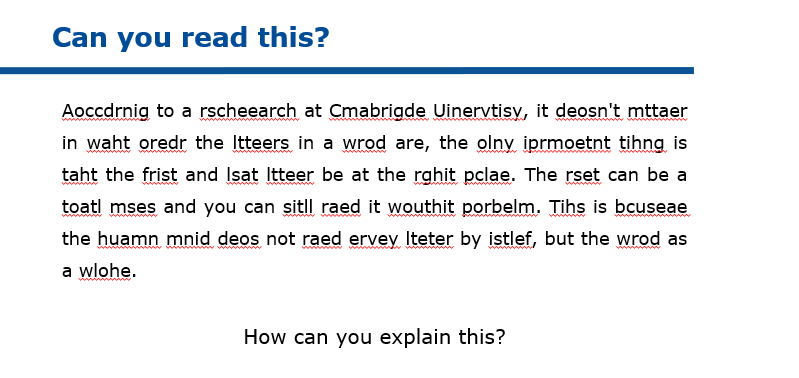 Can you read this?
Aoccdrnig to a rscheearch at Cmabrigde Uinervtisy, it deosn't mttaer
in waht oredr the ltteers in a wrod are, the olny iprmoetnt tihng is
taht the frist and lsat ltteer be at the rghit pclae. The rset can be a
toatl mses and you can sitll raed it wouthit porbelm. Tihs is bcuseae
the huamn mnid deos not raed ervey lteter by istlef, but the wrod as
a wlohe.
How can you explain this?